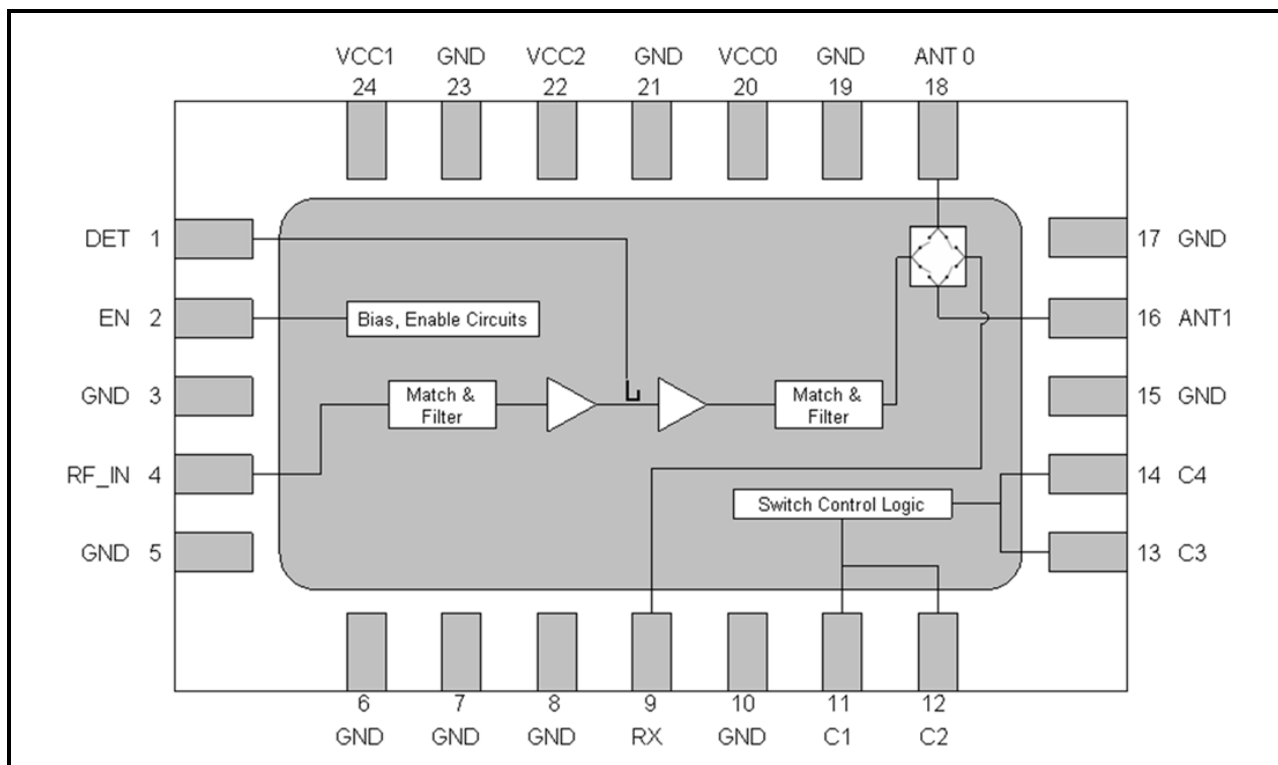 VCC1 GND VCC2 GND VCC0 GND ANT 0
24 23 22 21 20 19 18
DET 1
17 GND
EN 2
Bias, Enable Circuits
16 ANT1
GND 3
Match &
Filter
Match &
Filter
15 GND
RF_IN 4
14 C4
Switch Control Logic
GND 5
13 C3
6 7 8 9 10 11 12
GND GND GND RX GND C1 C2